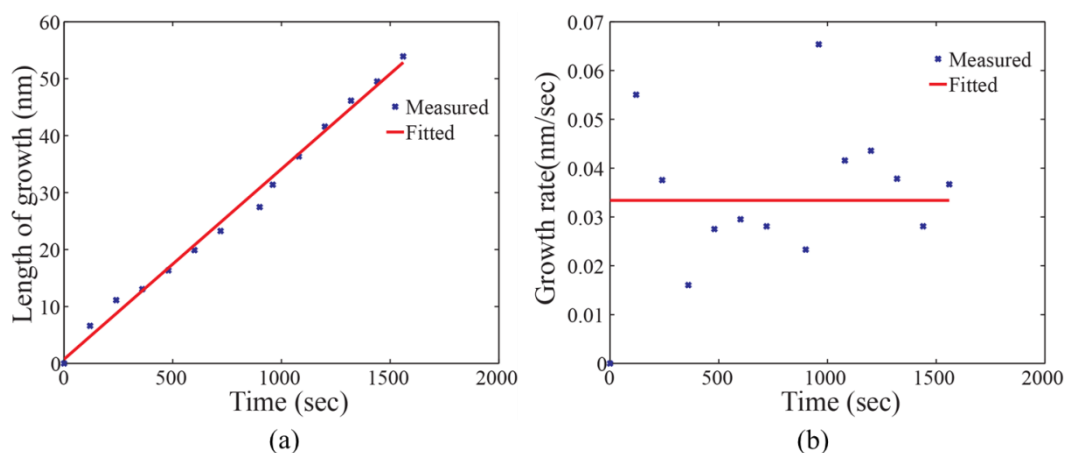 60
50
40
30
20
10
0
Length of growth (nm)
Measured
Fitted
0
500
1000
1500
2000
Time (sec)
(a)
0.07
0.06
0.05
0.04
0.03
0.02
0.01
0
Growth rate(nm/sec)
Measured
Fitted
0
500
1000
1500
2000
Time (sec)
(b)